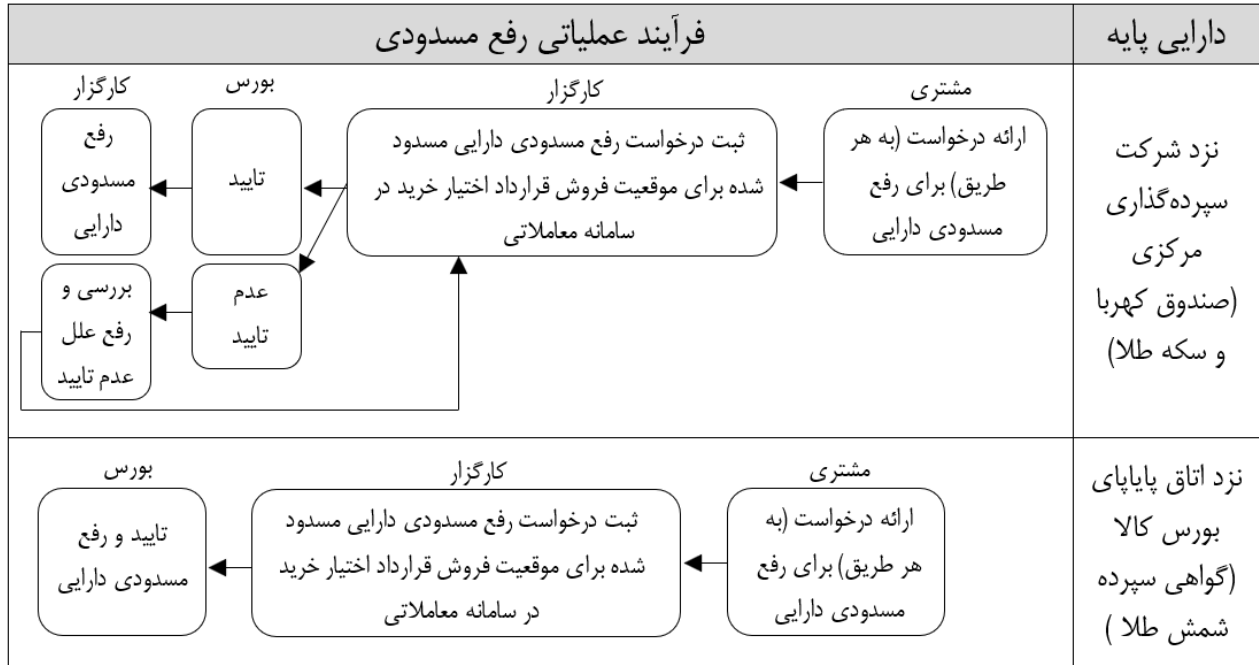 دارایی پایه
فرآیند عملیاتی رفع مسدودی
نزد شرکت
سپرده‌گذاری
مرکزی
(صندوق کهربا
و سکه طلا)
مشتری
ارائه درخواست (به هر
طریق) برای رفع
مسدودی دارایی
کارگزار
ثبت درخواست رفع مسدودی دارایی مسدود
شده برای موقعیت فروش قرارداد اختیار خرید در
سامانه معاملاتی
بورس
تایید
عدم
تایید
کارگزار
رفع
مسدودی
دارایی
بررسی و
رفع علل
عدم تایید
نزد اتاق پایاپای
بورس کالا
(گواهی سپرده
شمش طلا )
مشتری
ارائه درخواست (به
هر طریق) برای رفع
مسدودی دارایی
کارگزار
ثبت درخواست رفع مسدودی دارایی مسدود
شده برای موقعیت فروش قرارداد اختیار خرید
در سامانه معاملاتی
بورس
تایید و رفع
مسدودی دارایی